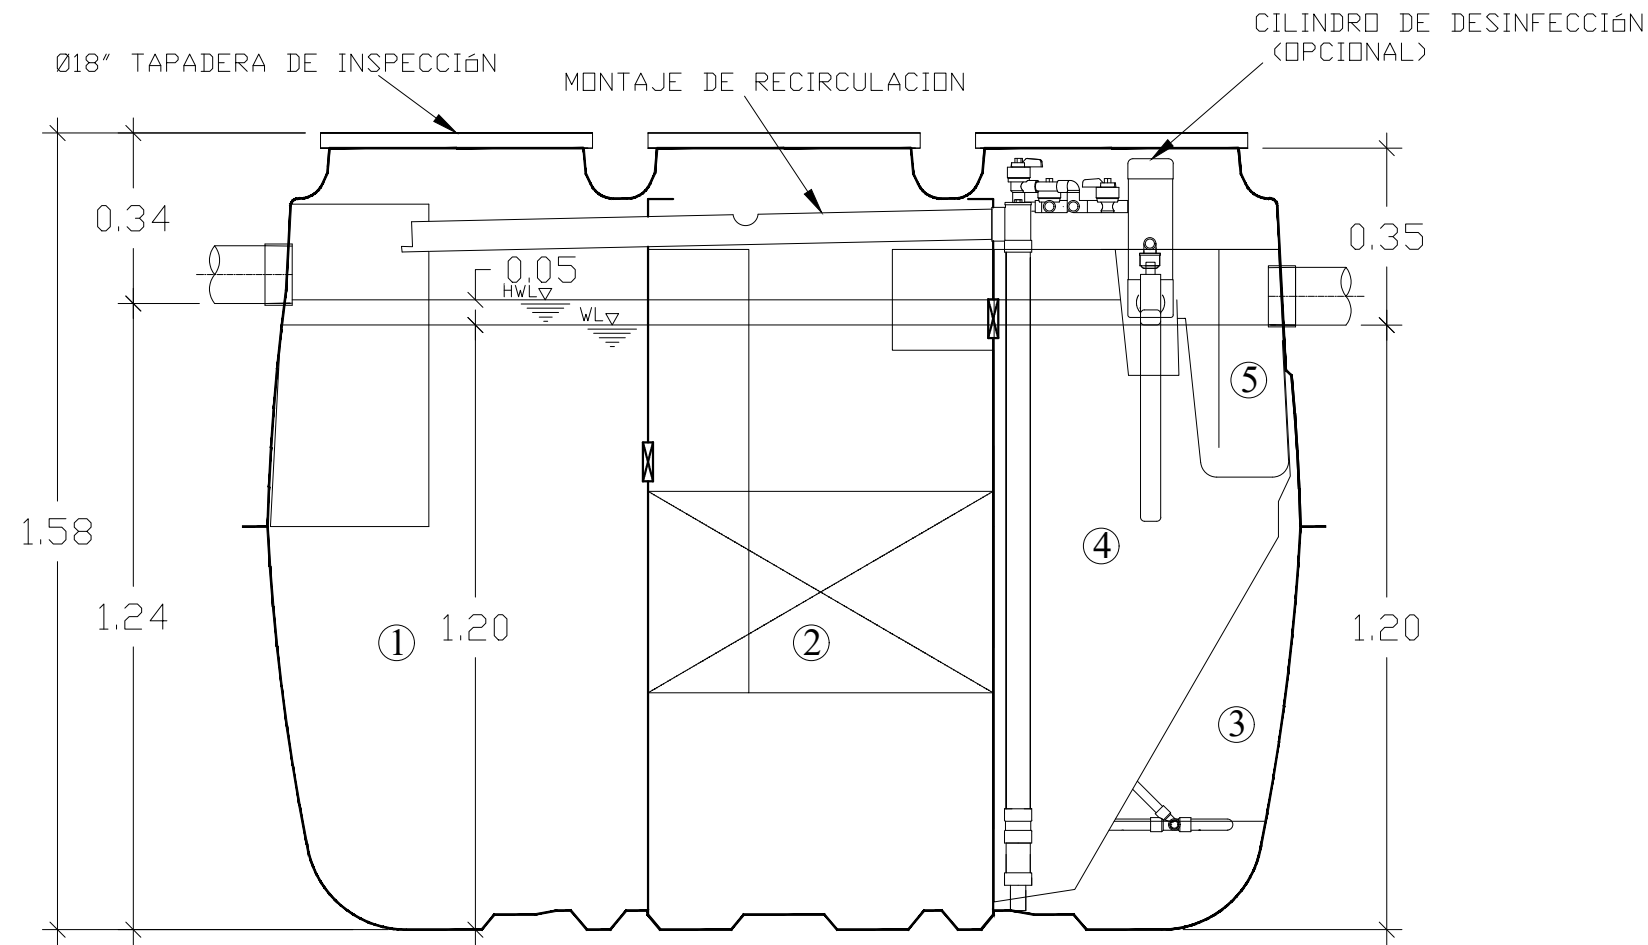 CILINDRO DE DESINFECCIóN
(OPCIONAL)
Ø18" TAPADERA DE INSPECCIóN
MONTAJE DE RECIRCULACION
0.34
0.35
0.05
HWL
WL
5
1.58
4
1.24
1.20
1
2
1.20
3